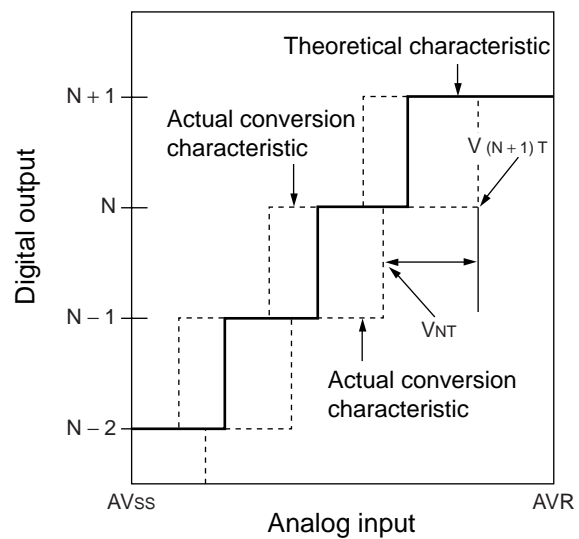 Theoretical characteristic
N + 1
Actual conversion
characteristic
V (N + 1) T
N
Digital output
N − 1
VNT
Actual conversion
characteristic
N − 2
AVSS
AVR
Analog input